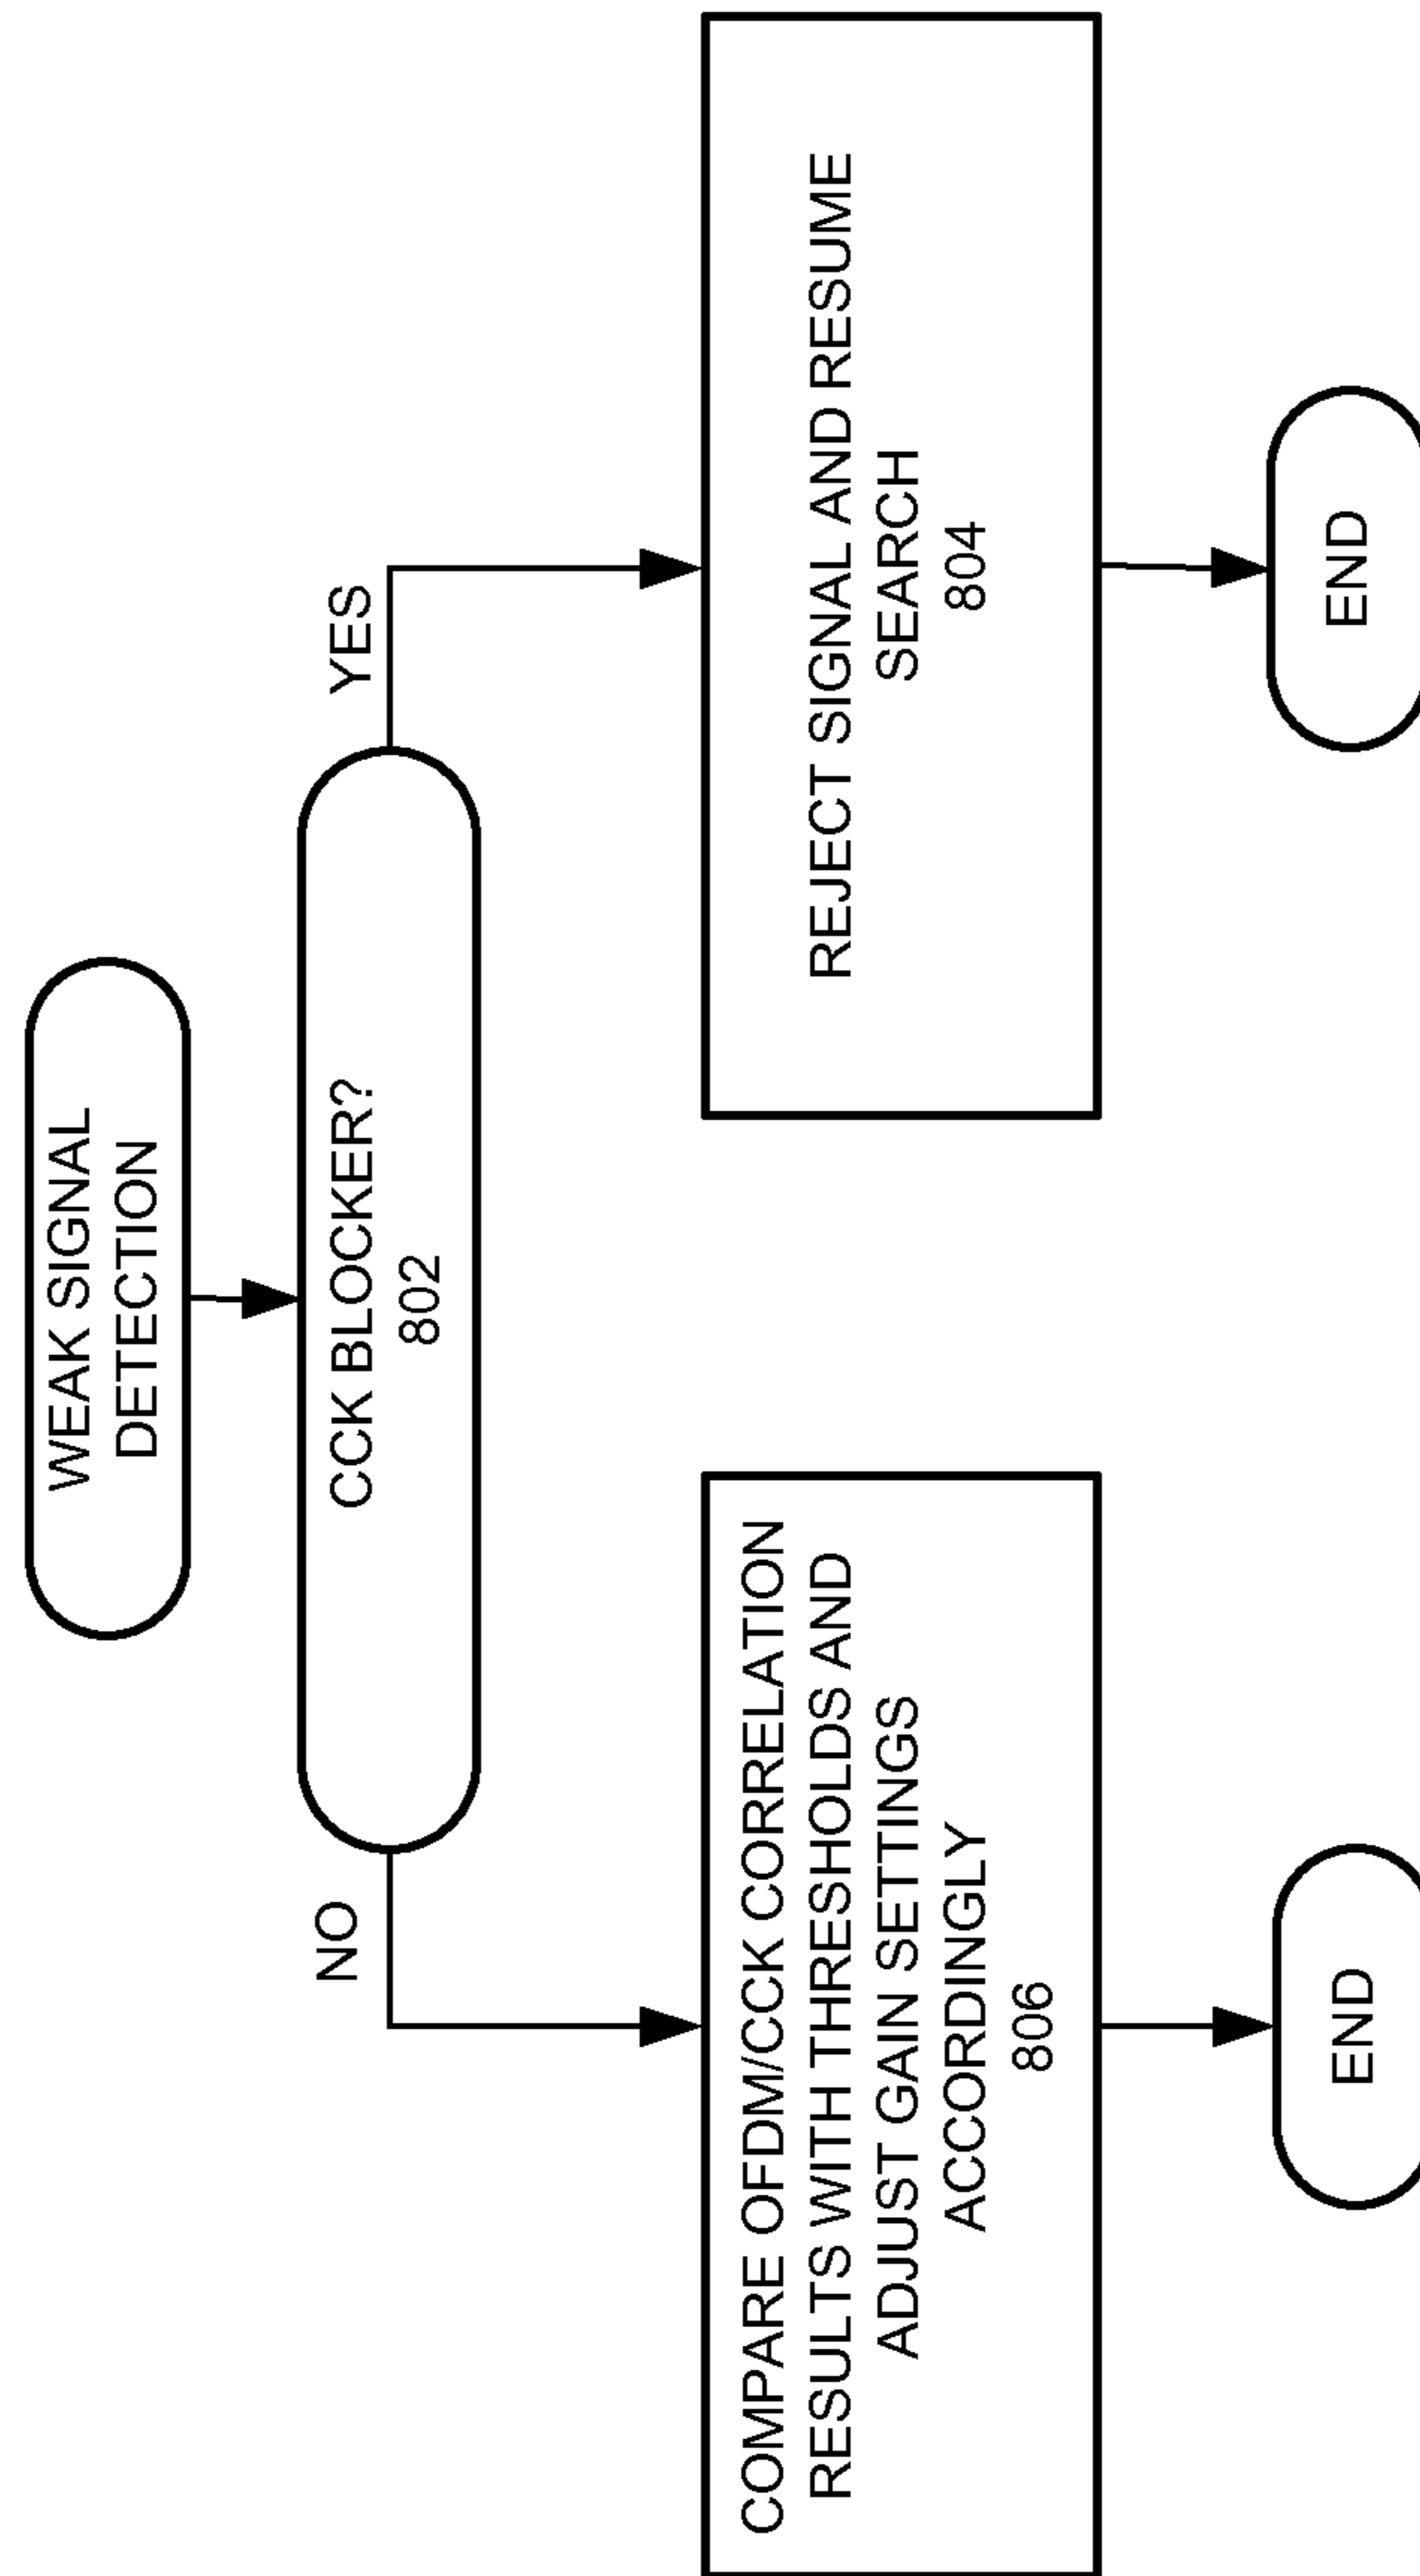 WEAK SIGNAL
DETECTION
CCK BLOCKER?
802
NO
YES
COMPARE OFDM/CCK CORRELATION
RESULTS WITH THRESHOLDS AND
ADJUST GAIN SETTINGS
ACCORDINGLY
806
REJECT SIGNAL AND RESUME
SEARCH
804
END
END